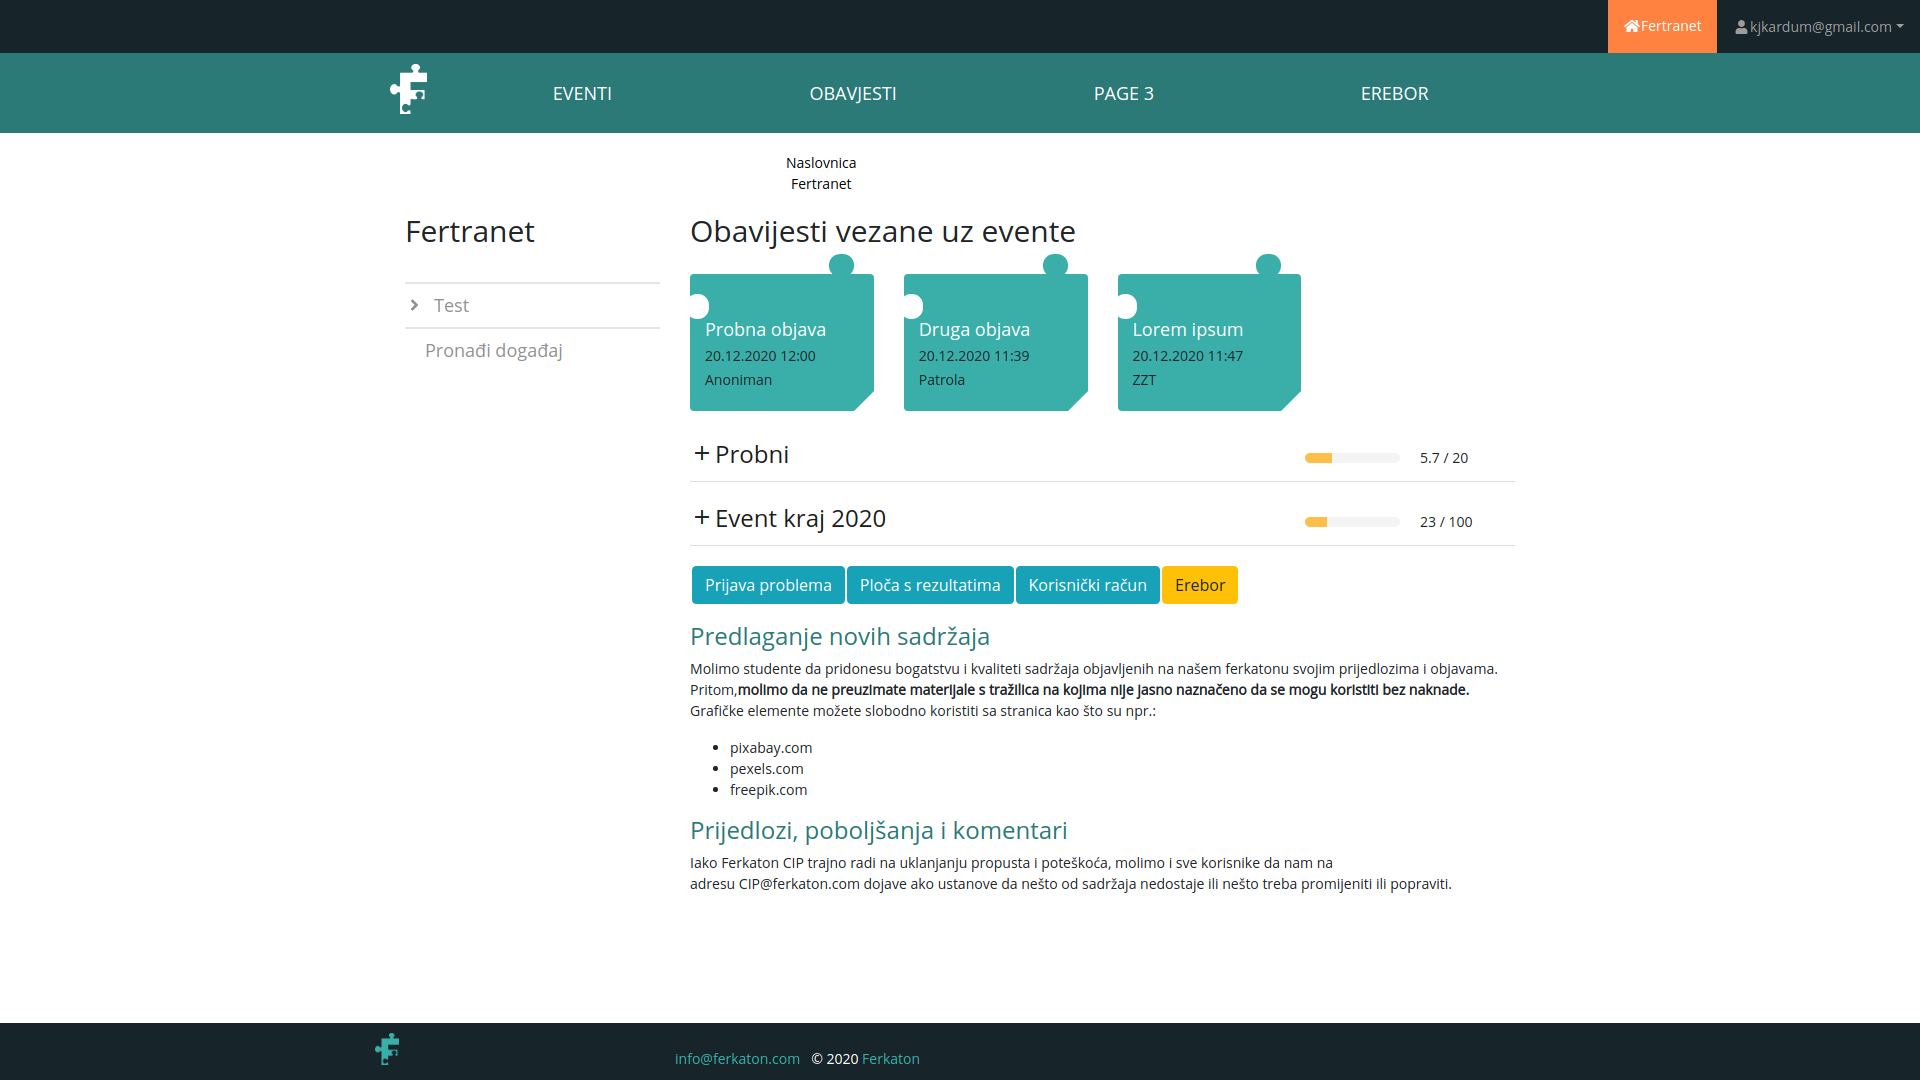 Fertranet
kjkardum@gmail.com
EVENTI
OBAVJESTI
PAGE 3
EREBOR
Naslovnica
Fertranet
Fertranet
Test
Pronađi događaj
Obavijesti vezane uz evente
Probna objava
20.12.2020 12:00
Anoniman
Druga objava
20.12.2020 11:39
Patrola
Lorem ipsum
20.12.2020 11:47
ZZT
+ Probni
5.7 / 20
+ Event kraj 2020
23 / 100
Prijava problema
Ploča s rezultatima
Korisnički račun
Erebor
Predlaganje novih sadržaja
Molimo studente da pridonesu bogatstvu i kvaliteti sadržaja objavljenih na našem ferkatonu svojim prijedlozima i objavama.
Pritom,molimo da ne preuzimate materijale s tražilica na kojima nije jasno naznačeno da se mogu koristiti bez naknade.
Grafičke elemente možete slobodno koristiti sa stranica kao što su npr.:
• pixabay.com
• pexels.com
• freepik.com
Prijedlozi, poboljšanja i komentari
Iako Ferkaton CIP trajno radi na uklanjanju propusta i poteškoća, molimo i sve korisnike da nam na
adresu CIP@ferkaton.com dojave ako ustanove da nešto od sadržaja nedostaje ili nešto treba promijeniti ili popraviti.
info@ferkaton.com © 2020 Ferkaton